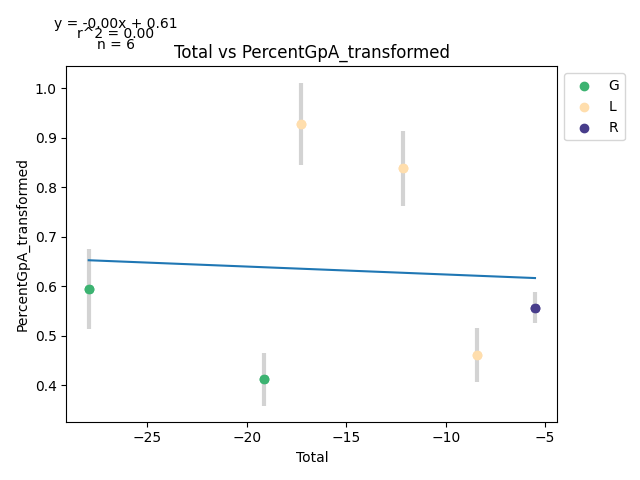 y = -0.00x + 0.61
r^2 = 0.00
n = 6
Total vs PercentGpA_transformed
G
L
R
PercentGpA_transformed
1.0
0.9
0.8
0.7
0.6
0.5
0.4
−25
−20
−15
−10
−5
Total